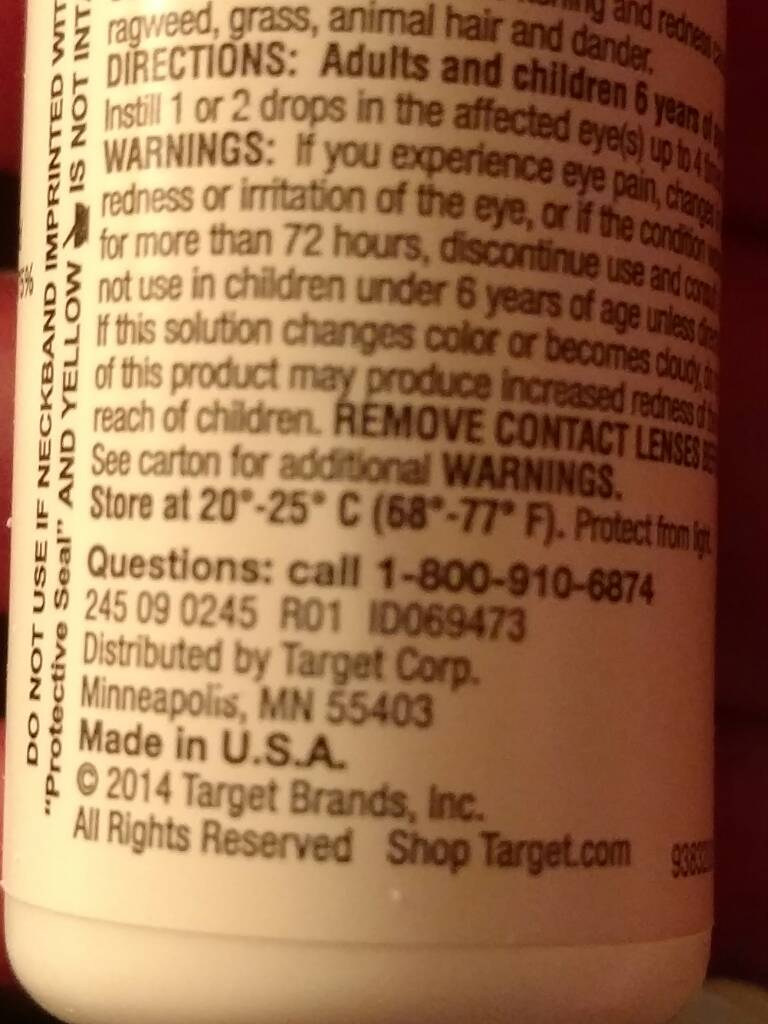 and redness
ragweed, grass, animal hair and dander.
DIRECTIONS: Adults and children 6 years of
Instill 1 or 2 drops in the affected eye(s) up to 4
WARNINGS: If you experience eye pain, changes
redness or irritation of the eye, or if the condition
for more than 72 hours, discontinue use and
not use in children under 6 years of age unless
If this solution changes color or becomes cloudy,
of this product may produce increased redness of
reach of children. REMOVE CONTACT LENSES
See carton for additional WARNINGS.
Store at 20°-25° C (68°-77° F). Protect from light.
Questions: call 1-800-910-6874
245 09 0245 R01 ID069473
Distributed by Target Corp.
Minneapolis, MN 55403
Made in U.S.A.
© 2014 Target Brands, Inc.
All Rights Reserved Shop Target.com
DO NOT USE IF NECKBAND IMPRINTED WIT
"Protective Seal" AND YELLOW IS NOT INTA